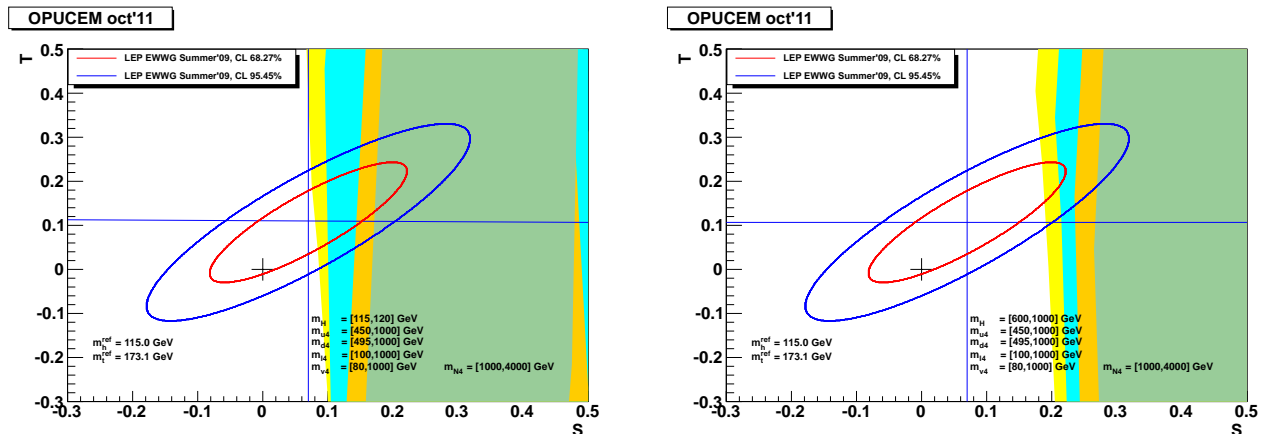 OPUCEM oct'11
T
LEP EWWG Summer'09, CL 68.27%
LEP EWWG Summer'09, CL 95.45%
0.5
0.4
0.3
0.2
0.1
0
-0.1
-0.2
-0.3
m_h^ref = 115.0 GeV
m_t^ref = 173.1 GeV
m_H = [115,120] GeV
m_u4 = [450,1000] GeV
m_d4 = [495,1000] GeV
m_l4 = [100,1000] GeV
m_v4 = [80,1000] GeV
m_N4 = [1000,4000] GeV
-0.3 -0.2 -0.1 0 0.1 0.2 0.3 0.4 0.5
S
OPUCEM oct'11
T
LEP EWWG Summer'09, CL 68.27%
LEP EWWG Summer'09, CL 95.45%
0.5
0.4
0.3
0.2
0.1
0
-0.1
-0.2
-0.3
m_h^ref = 115.0 GeV
m_t^ref = 173.1 GeV
m_H = [600,1000] GeV
m_u4 = [450,1000] GeV
m_d4 = [495,1000] GeV
m_l4 = [100,1000] GeV
m_v4 = [80,1000] GeV
m_N4 = [1000,4000] GeV
-0.3 -0.2 -0.1 0 0.1 0.2 0.3 0.4 0.5
S